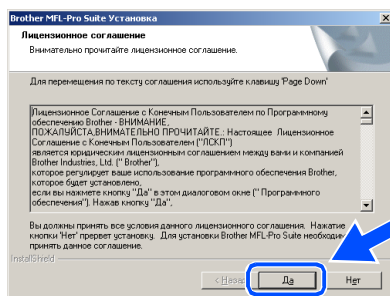 Brother MFL-Pro Suite Установка
Лицензионное соглашение
Внимательно прочитайте лицензионное соглашение.
Для перемещения по тексту соглашения используйте клавишу 'Page Down'
Лицензионное Соглашение с Конечным Пользователем по Программному
обеспечению Brother - ВНИМАНИЕ,
ПОЖАЛУЙСТА,ВНИМАТЕЛЬНО ПРОЧИТАЙТЕ.: Настоящее Лицензионное
Соглашение с Конечным Пользователем ("ЛСКП")
является юридическим лицензионным соглашением между вами и компанией
Brother Industries, Ltd. (" Brother"),
которое регулирует ваше использование программного обеспечения Brother,
которое будет установлено,
если вы нажмете кнопку "Да" в этом диалоговом окне (" Программного
обеспечения"). Нажав кнопку "Да",
Вы должны принять все условия данного лицензионного соглашения. Нажатие
кнопки 'Нет' прервет установку. Для установки Brother MFL-Pro Suite
принять данное соглашение.
InstallShield
Да Нет